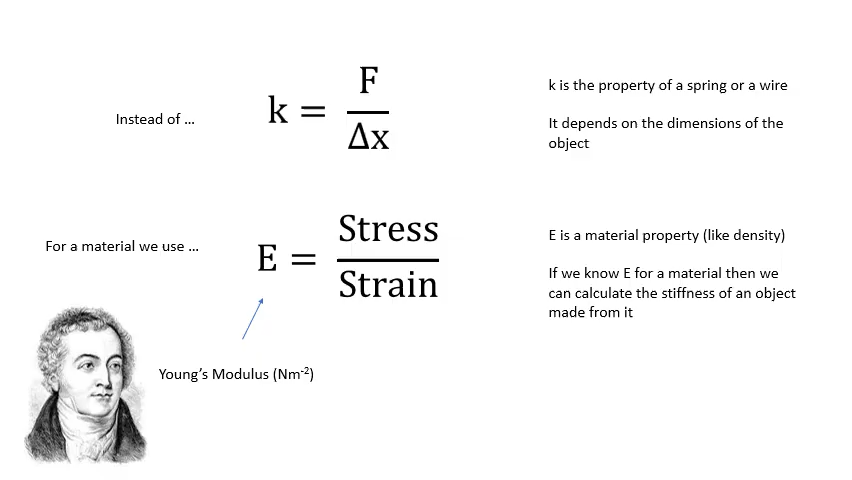 Instead of …
k = F / Δx
k is the property of a spring or a wire
It depends on the dimensions of the
object
For a material we use …
E = Stress / Strain
E is a material property (like density)
If we know E for a material then we
can calculate the stiffness of an object
made from it
Young’s Modulus (Nm⁻²)